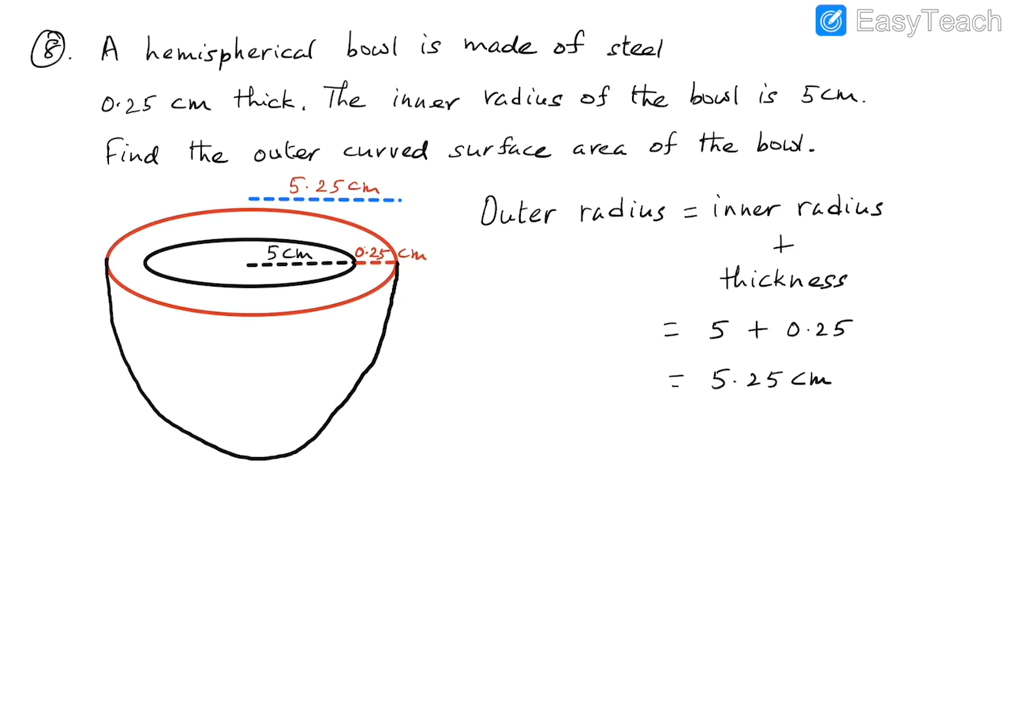 EasyTeach
8. A hemispherical bowl is made of steel
0.25 cm thick. The inner radius of the bowl is 5cm.
Find the outer curved surface area of the bowl.
5.25cm
5cm 0.25cm
Outer radius = inner radius
+
thickness
= 5 + 0.25
= 5.25cm